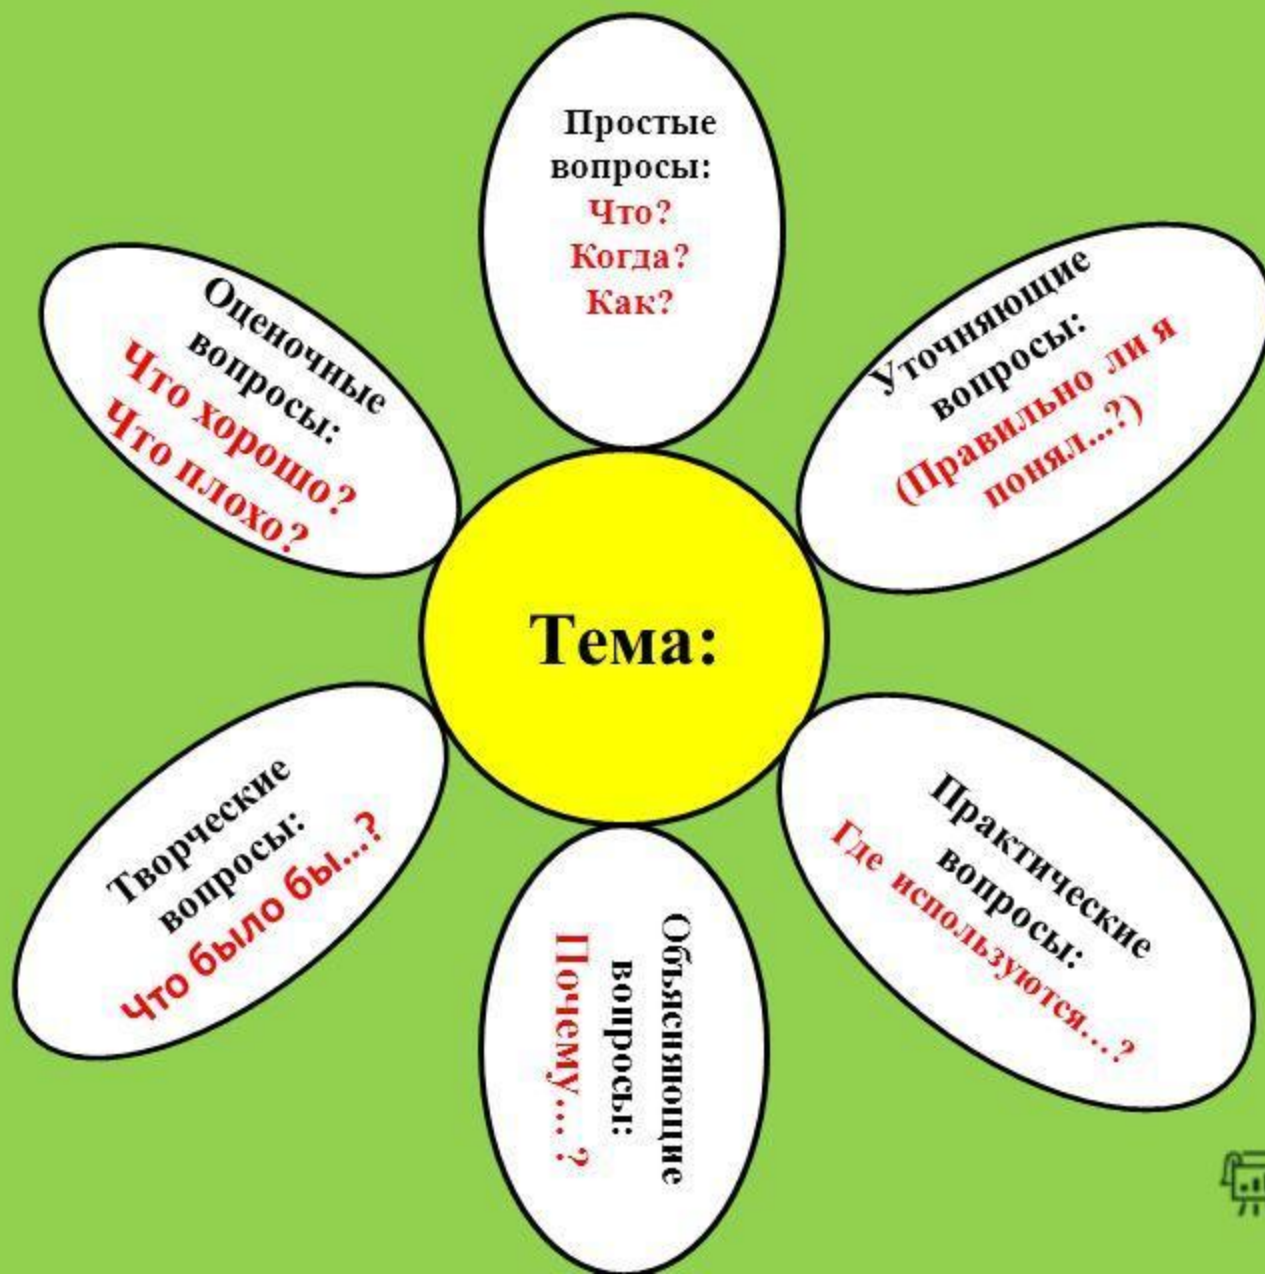 Простые
вопросы:
Что?
Когда?
Как?
Уточняющие
вопросы:
(Правильно ли я
понял...?)
Практические
вопросы:
Где используются...?
Объясняющие
вопросы:
Почему...?
Творческие
вопросы:
Что было бы...?
Оценочные
вопросы:
Что хорошо?
Что плохо?
Тема: